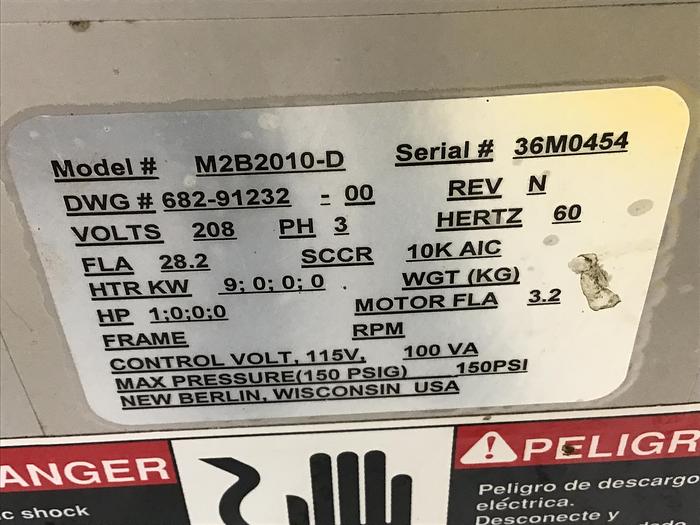 Model # M2B2010-D Serial # 36M0454
DWG # 682-91232 - 00 REV N
VOLTS 208 PH 3 HERTZ 60
FLA 28.2 SCCR 10K AIC
HTR KW 9; 0; 0; 0 WGT (KG)
HP 1;0;0;0 MOTOR FLA 3.2
FRAME RPM
CONTROL VOLT, 115V, 100 VA
MAX PRESSURE(150 PSIG) 150PSI
NEW BERLIN, WISCONSIN USA
ANGER
shock
PELIGR
Peligro de descargo
eléctrica.
Desconecte y